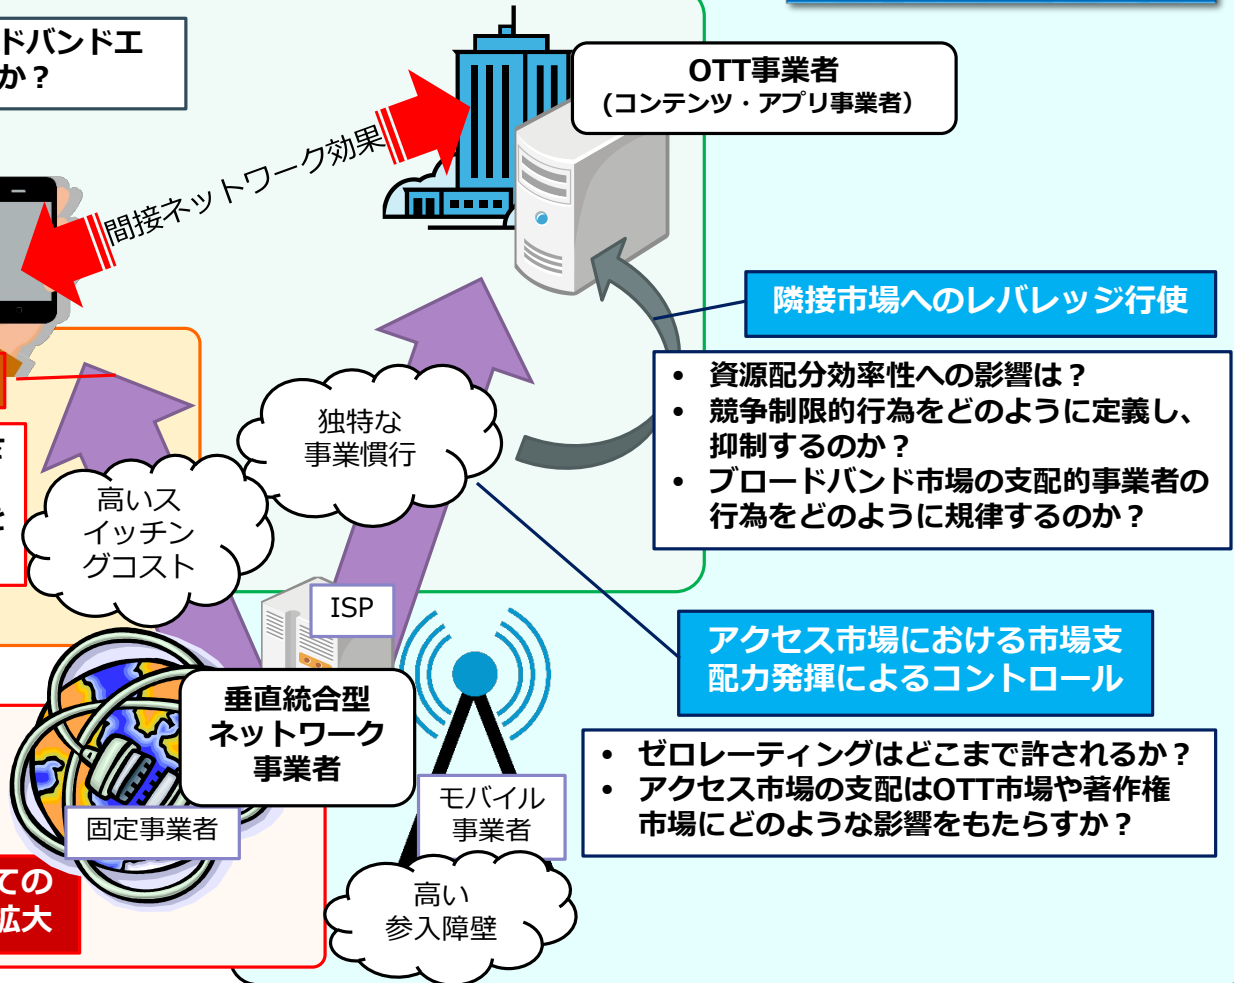 ドバンドエ
か？
OTT事業者
(コンテンツ・アプリ事業者）
間接ネットワーク効果
隣接市場へのレバレッジ行使
• 資源配分効率性への影響は？
• 競争制限的行為をどのように定義し、
抑制するのか？
• ブロードバンド市場の支配的事業者の
行為をどのように規律するのか？
独特な
事業慣行
高いス
イッチン
グコスト
ISP
アクセス市場における市場支
配力発揮によるコントロール
垂直統合型
ネットワーク
事業者
• ゼロレーティングはどこまで許されるか？
• アクセス市場の支配はOTT市場や著作権
市場にどのような影響をもたらすか？
モバイル
事業者
固定事業者
ての
拡大
高い
参入障壁